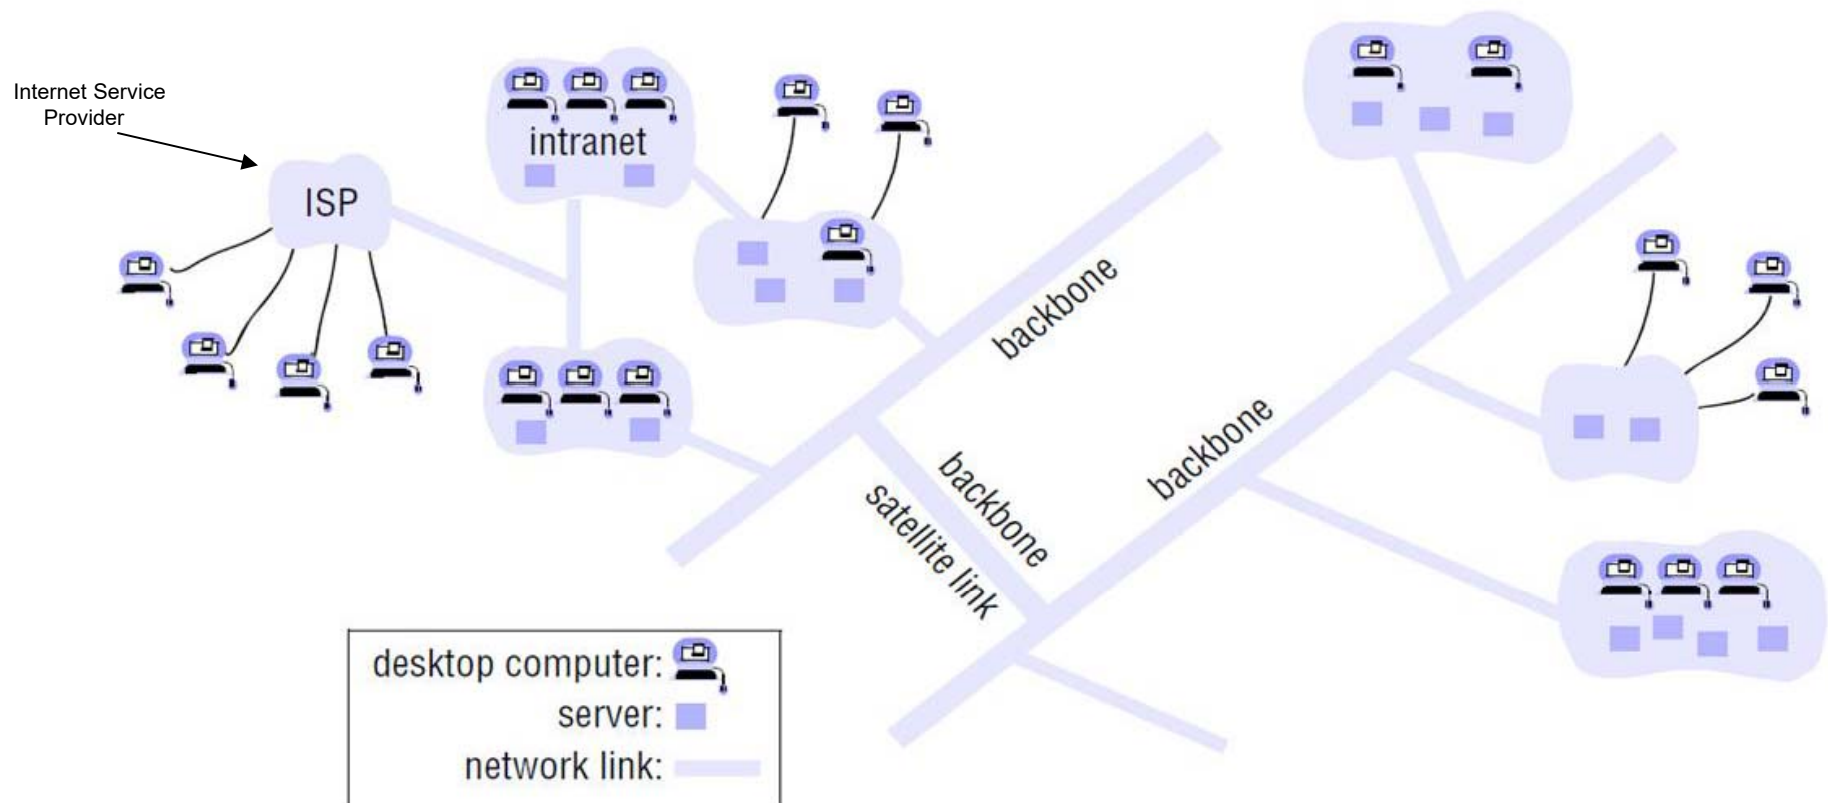 Internet Service
Provider
ISP
intranet
backbone
backbone
satellite link
backbone
desktop computer:
server:
network link: